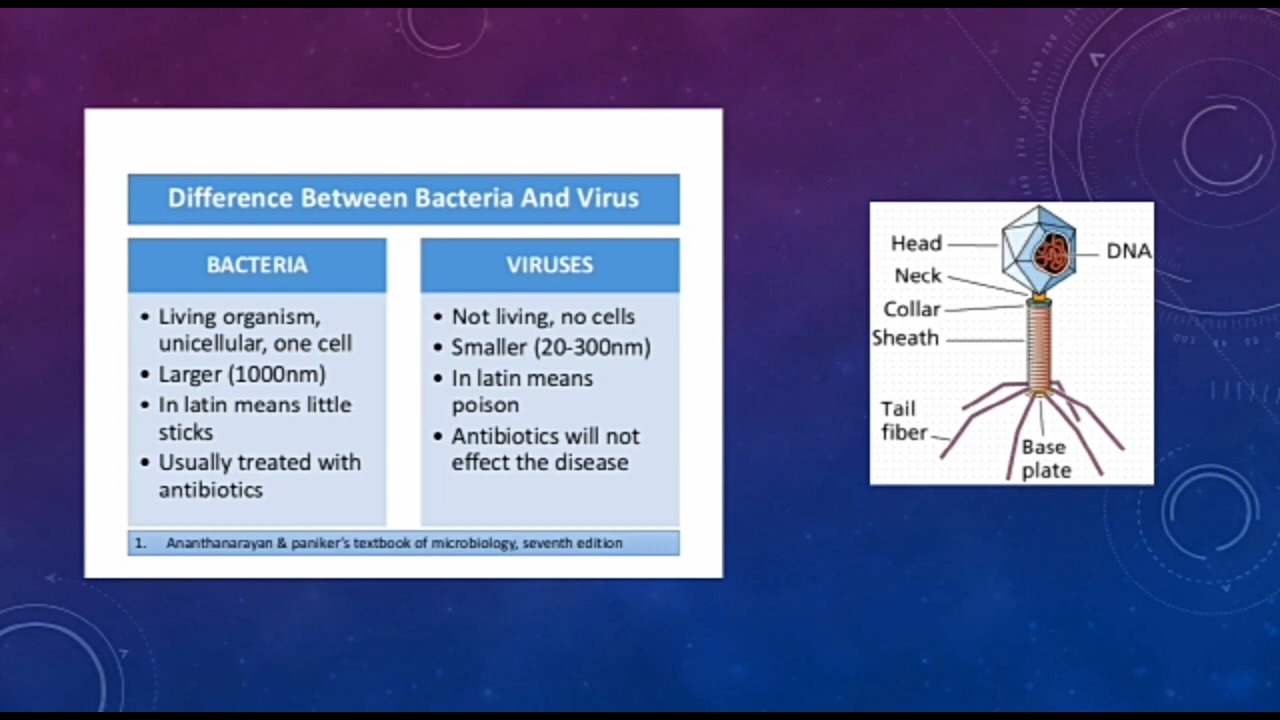 Difference Between Bacteria And Virus
BACTERIA
• Living organism,
unicellular, one cell
• Larger (1000nm)
• In latin means little
sticks
• Usually treated with
antibiotics
VIRUSES
• Not living, no cells
• Smaller (20-300nm)
• In latin means
poison
• Antibiotics will not
effect the disease
1. Ananthanarayan & paniker's textbook of microbiology, seventh edition
Head
DNA
Neck
Collar
Sheath
Tail
fiber
Base
plate